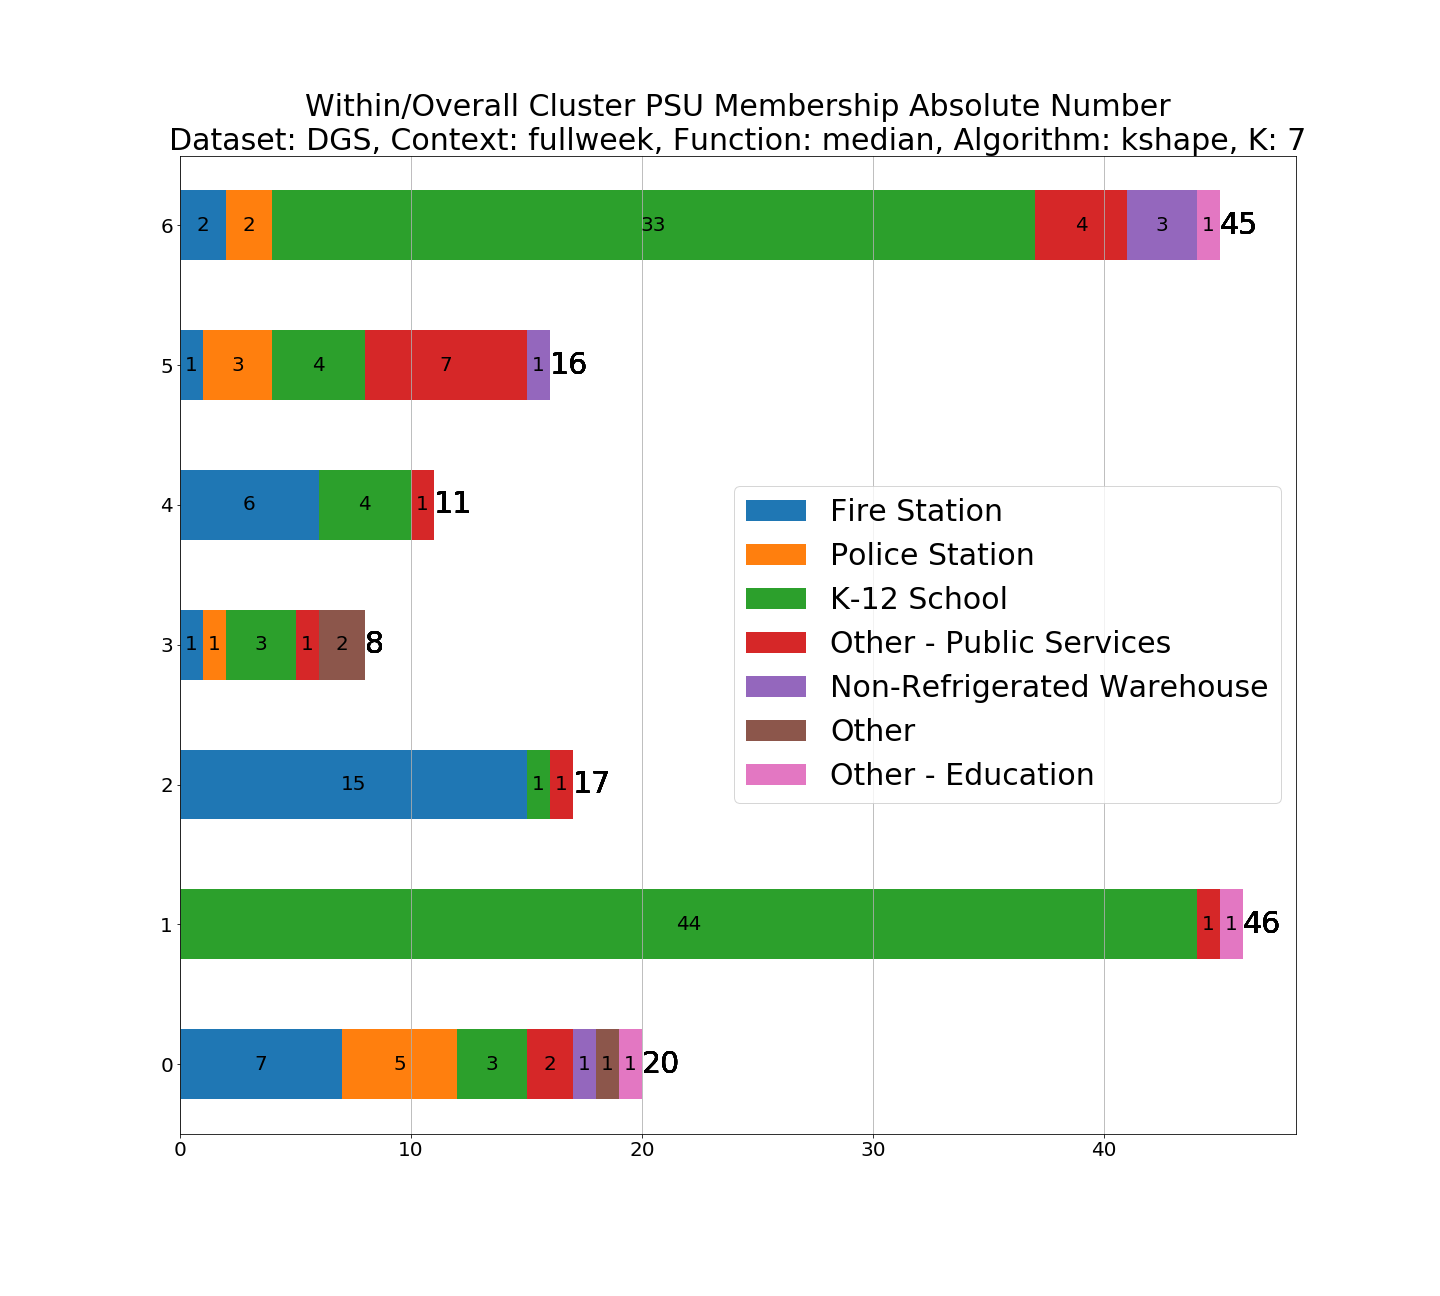 Within/Overall Cluster PSU Membership Absolute Number
Dataset: DGS, Context: fullweek, Function: median, Algorithm: kshape, K: 7
6 2 2 33 4 3 1 45
5 1 3 4 7 1 16
4 6 4 1 11
Fire Station
Police Station
K-12 School
Other - Public Services
Non-Refrigerated Warehouse
Other
Other - Education
3 1 1 3 1 2 8
2 15 1 1 17
1 44 1 1 46
0 7 5 3 2 1 1 1 20
0 10 20 30 40